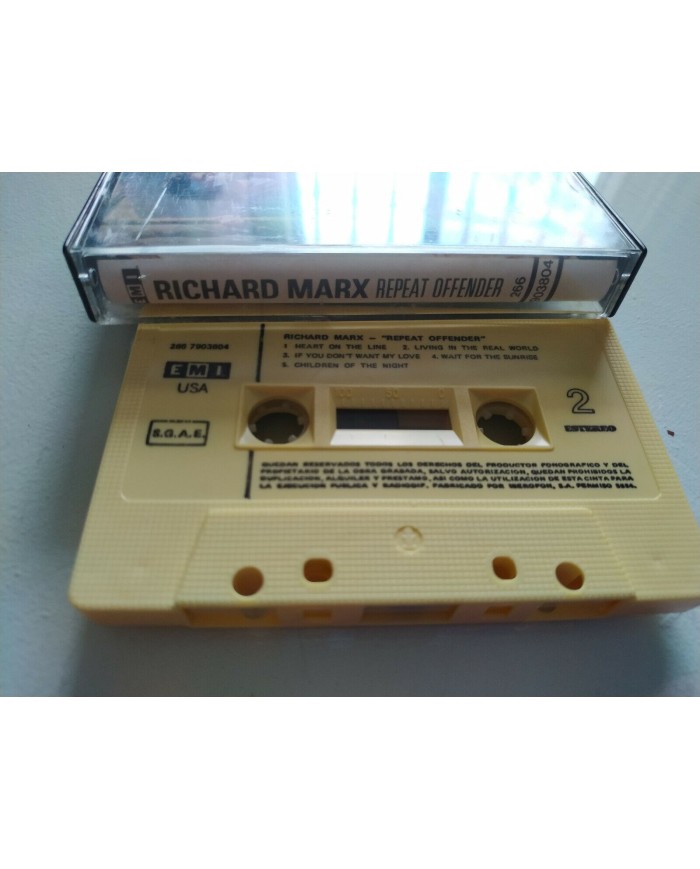 EMI RICHARD MARX REPEAT OFFENDER 266
7903804
266 7903804
EMI
USA
S.G.A.E.
RICHARD MARX — "REPEAT OFFENDER"
1. HEART ON THE LINE 2. LIVING IN THE REAL WORLD
3. IF YOU DON'T WANT MY LOVE 4. WAIT FOR THE SUNRISE
5. CHILDREN OF THE NIGHT
2
ESTEREO
QUEDAN RESERVADOS TODOS LOS DERECHOS DEL PRODUCTOR FONOGRAFICO Y DEL
PROPIETARIO DE LA OBRA GRABADA, SALVO AUTORIZACION, QUEDAN PROHIBIDOS LA
DUPLICACION, ALQUILER Y PRESTAMO, ASI COMO LA UTILIZACION DE ESTA CINTA PARA
LA EJECUCION PUBLICA Y RADIODIF. FABRICADO POR IBEROFON, S.A. PERMISO